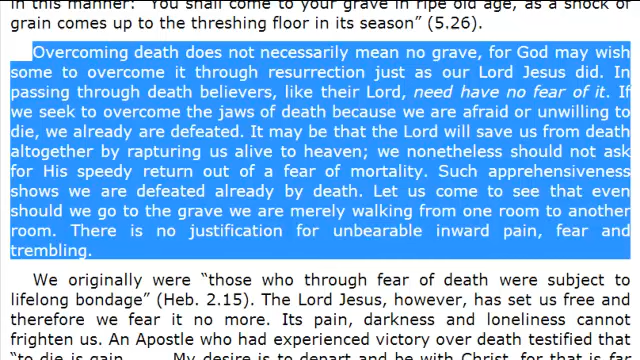 in this manner: "You shall come to your grave in ripe old age, as a shock of
grain comes up to the threshing floor in its season" (5.26).
Overcoming death does not necessarily mean no grave, for God may wish
some to overcome it through resurrection just as our Lord Jesus did. In
passing through death believers, like their Lord, need have no fear of it. If
we seek to overcome the jaws of death because we are afraid or unwilling to
die, we already are defeated. It may be that the Lord will save us from death
altogether by rapturing us alive to heaven; we nonetheless should not ask
for His speedy return out of a fear of mortality. Such apprehensiveness
shows we are defeated already by death. Let us come to see that even
should we go to the grave we are merely walking from one room to another
room. There is no justification for unbearable inward pain, fear and
trembling.
We originally were "those who through fear of death were subject to
lifelong bondage" (Heb. 2.15). The Lord Jesus, however, has set us free and
therefore we fear it no more. Its pain, darkness and loneliness cannot
frighten us. An Apostle who had experienced victory over death testified that
"to die is gain. . . . My desire is to depart and be with Christ, for that is far